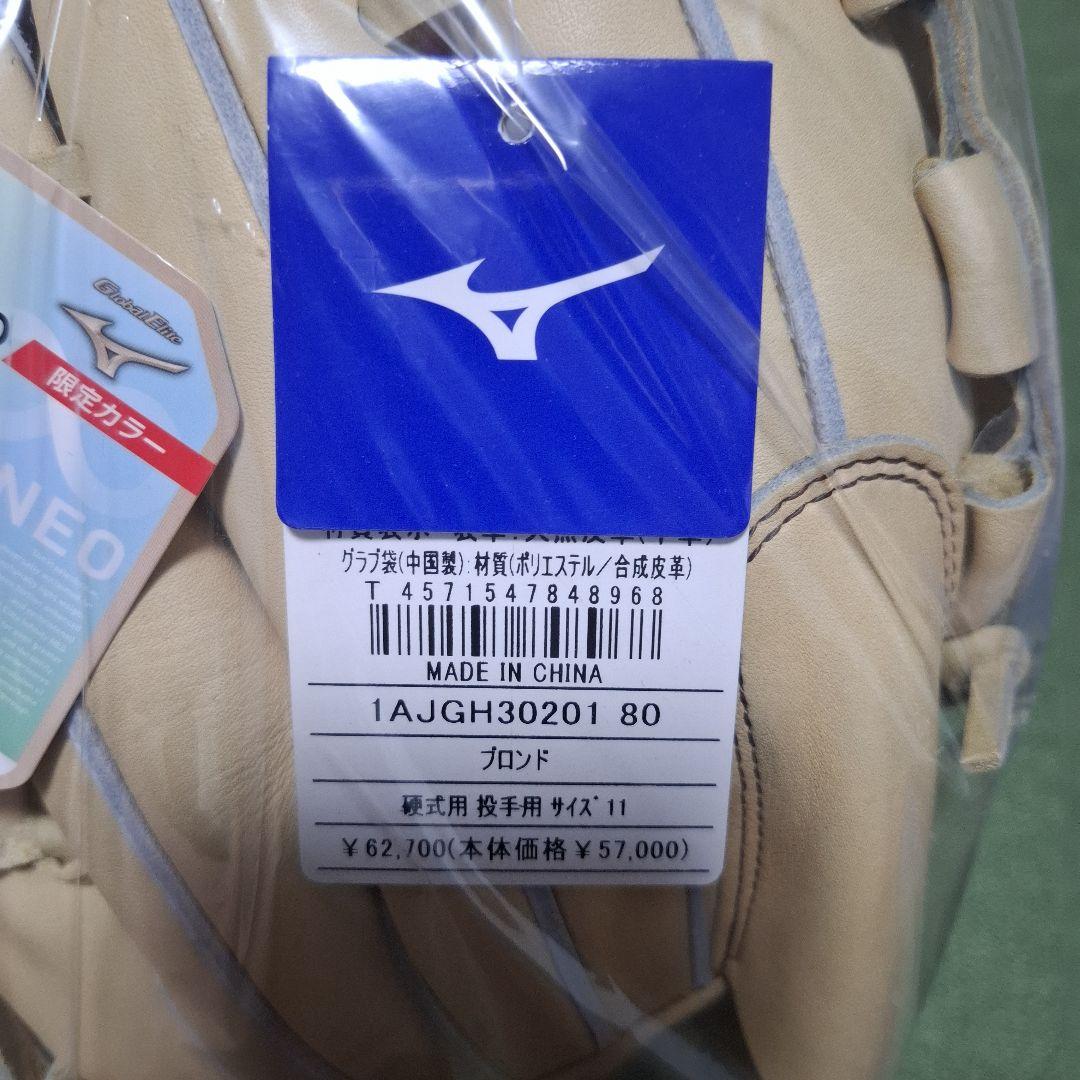 Global Elite
限定カラー
NEO
グラブ袋(中国製):材質(ポリエステル/合成皮革)
T 4571547848968
MADE IN CHINA
1AJGH30201 80
ブロンド
硬式用 投手用 サイズ 11
¥62,700(本体価格¥57,000)